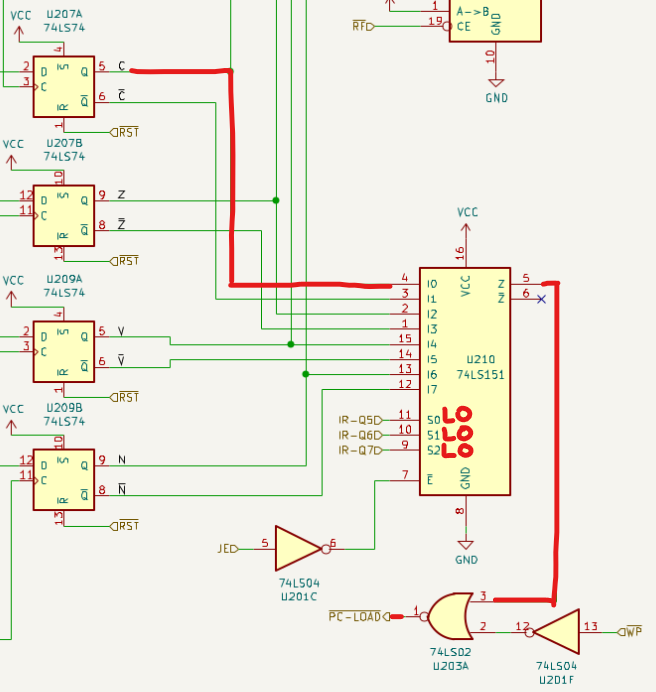 VCC
U207A
74LS74
4
S̅
2
D
Q
5
C
3
C
Q̅
6
C̅
R̅
1
R̅S̅T̅
VCC
U207B
74LS74
10
S̅
12
D
Q
9
Z
11
C
Q̅
8
Z̅
R̅
13
R̅S̅T̅
VCC
U209A
74LS74
4
S̅
2
D
Q
5
V
3
C
Q̅
6
V̅
R̅
1
R̅S̅T̅
VCC
U209B
74LS74
10
S̅
12
D
Q
9
N
11
C
Q̅
8
N̅
R̅
13
R̅S̅T̅
1
A->B
R̅F̅
19
CE
GND
10
GND
VCC
16
VCC
4
I0
Z
5
3
I1
Z̅
6
2
I2
1
I3
15
I4
14
I5
13
I6
12
I7
U210
74LS151
IR-Q5
11
S0
LO
IR-Q6
10
S1
LO
IR-Q7
9
S2
LO
7
E̅
GND
8
GND
JE
5
6
74LS04
U201C
P̅C̅-̅L̅O̅A̅D̅
1
3
2
74LS02
U203A
12
13
W̅P̅
74LS04
U201F